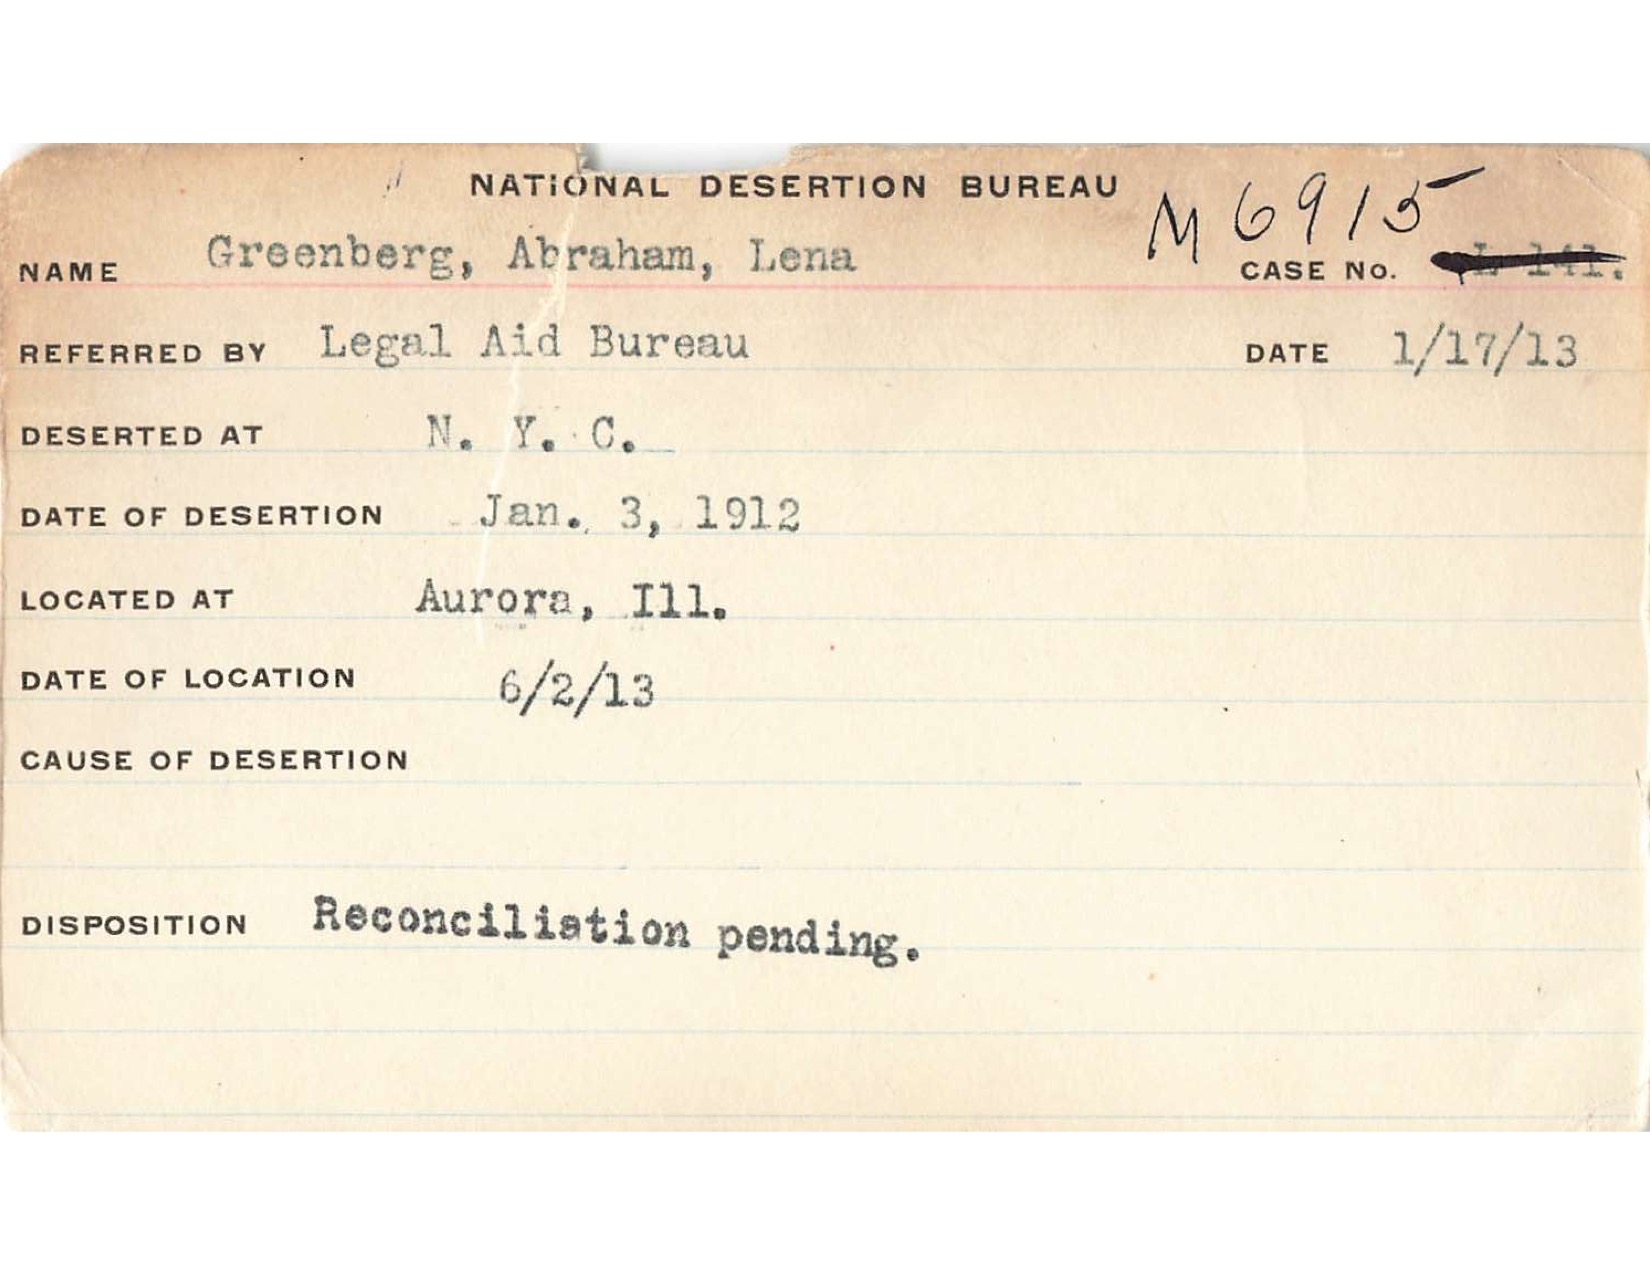 NATIONAL DESERTION BUREAU
M 6915
NAME Greenberg, Abraham, Lena CASE No. L 141.
REFERRED BY Legal Aid Bureau DATE 1/17/13
DESERTED AT N. Y. C.
DATE OF DESERTION Jan. 3, 1912
LOCATED AT Aurora, Ill.
DATE OF LOCATION 6/2/13
CAUSE OF DESERTION
DISPOSITION Reconciliation pending.